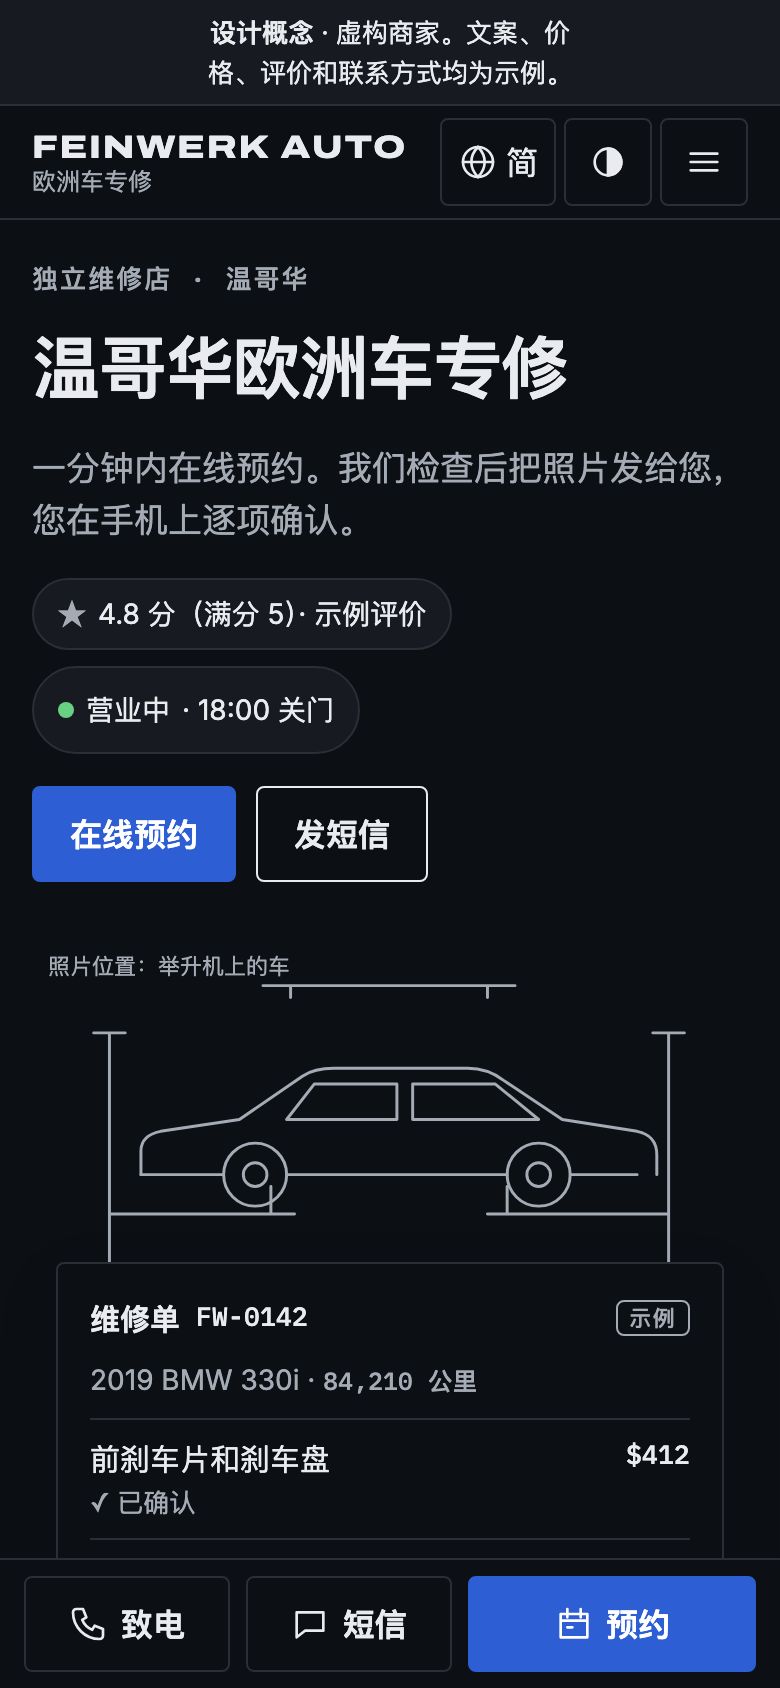 设计概念 · 虚构商家。文案、价
格、评价和联系方式均为示例。
FEINWERK AUTO
欧洲车专修
简
独立维修店 · 温哥华
温哥华欧洲车专修
一分钟内在线预约。我们检查后把照片发给您，
您在手机上逐项确认。
★ 4.8 分（满分 5）· 示例评价
营业中 · 18:00 关门
在线预约
发短信
照片位置：举升机上的车
维修单 FW-0142
示例
2019 BMW 330i · 84,210 公里
前刹车片和刹车盘
$412
✓ 已确认
致电
短信
预约